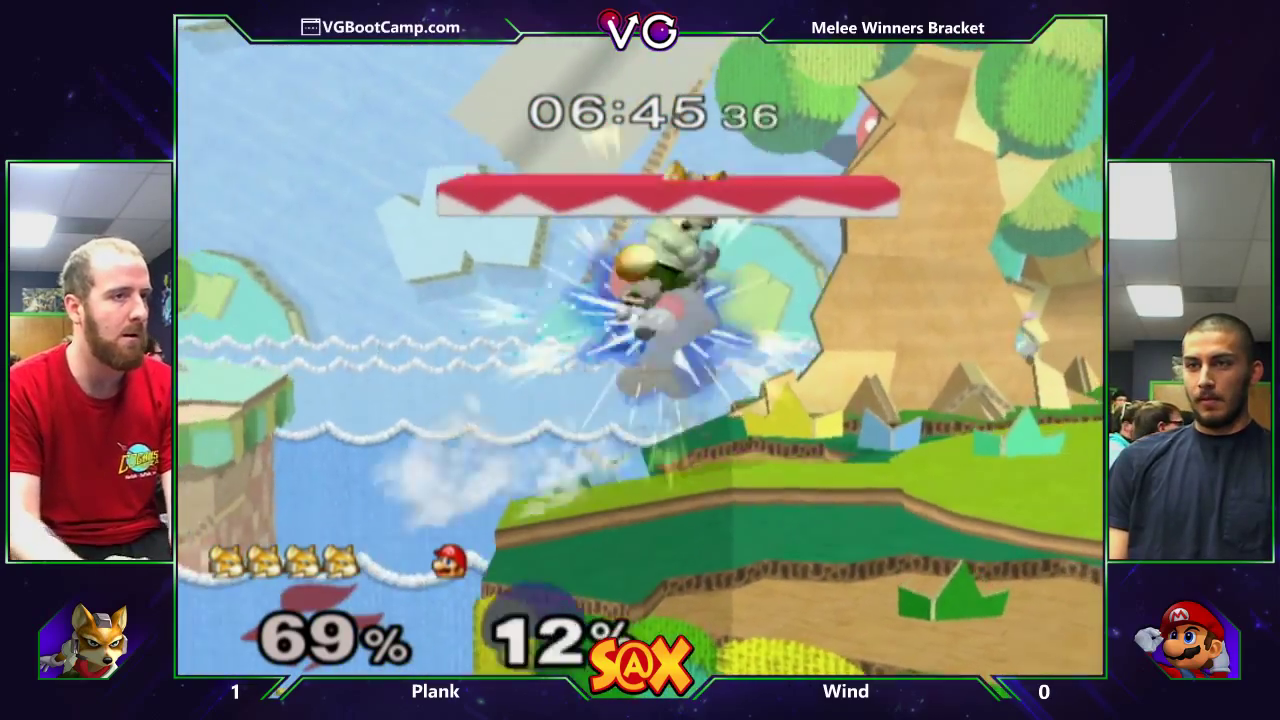 VGBootCamp.com
VG
Melee Winners Bracket
06:45 36
69%
12%
S@X
1
Plank
Wind
0